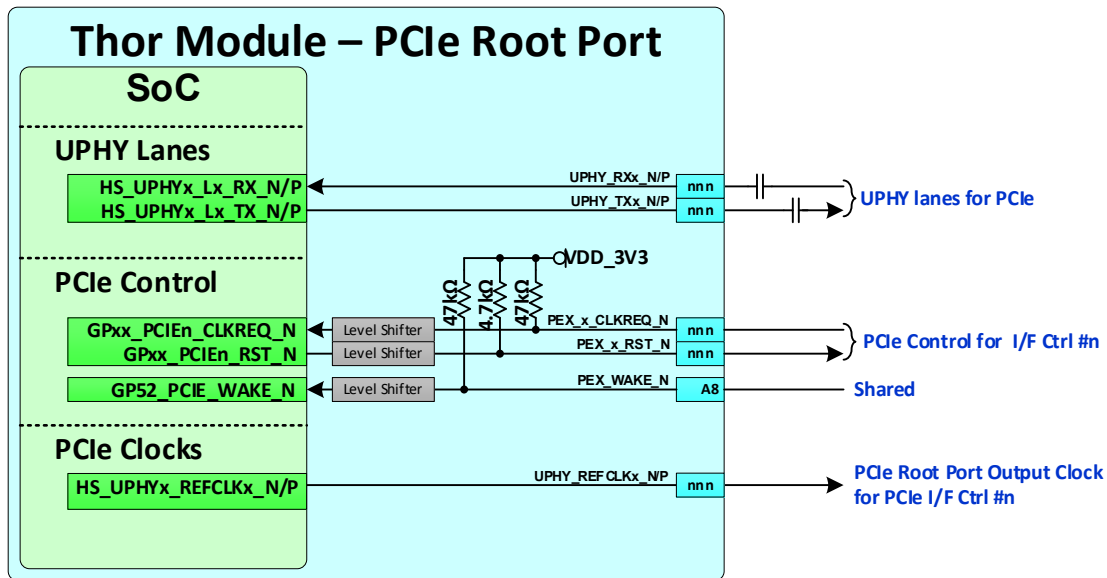 Thor Module – PCIe Root Port
SoC
UPHY Lanes
HS_UPHYx_Lx_RX_N/P
UPHY_RXx_N/P
nnn
HS_UPHYx_Lx_TX_N/P
UPHY_TXx_N/P
nnn
UPHY lanes for PCIe
VDD_3V3
47kΩ
4.7kΩ
47kΩ
PCIe Control
GPxx_PCIEn_CLKREQ_N
Level Shifter
PEX_x_CLKREQ_N
nnn
GPxx_PCIEn_RST_N
Level Shifter
PEX_x_RST_N
nnn
PCIe Control for I/F Ctrl #n
GP52_PCIE_WAKE_N
Level Shifter
PEX_WAKE_N
A8
Shared
PCIe Clocks
HS_UPHYx_REFCLKx_N/P
UPHY_REFCLKx_N/P
nnn
PCIe Root Port Output Clock
for PCIe I/F Ctrl #n